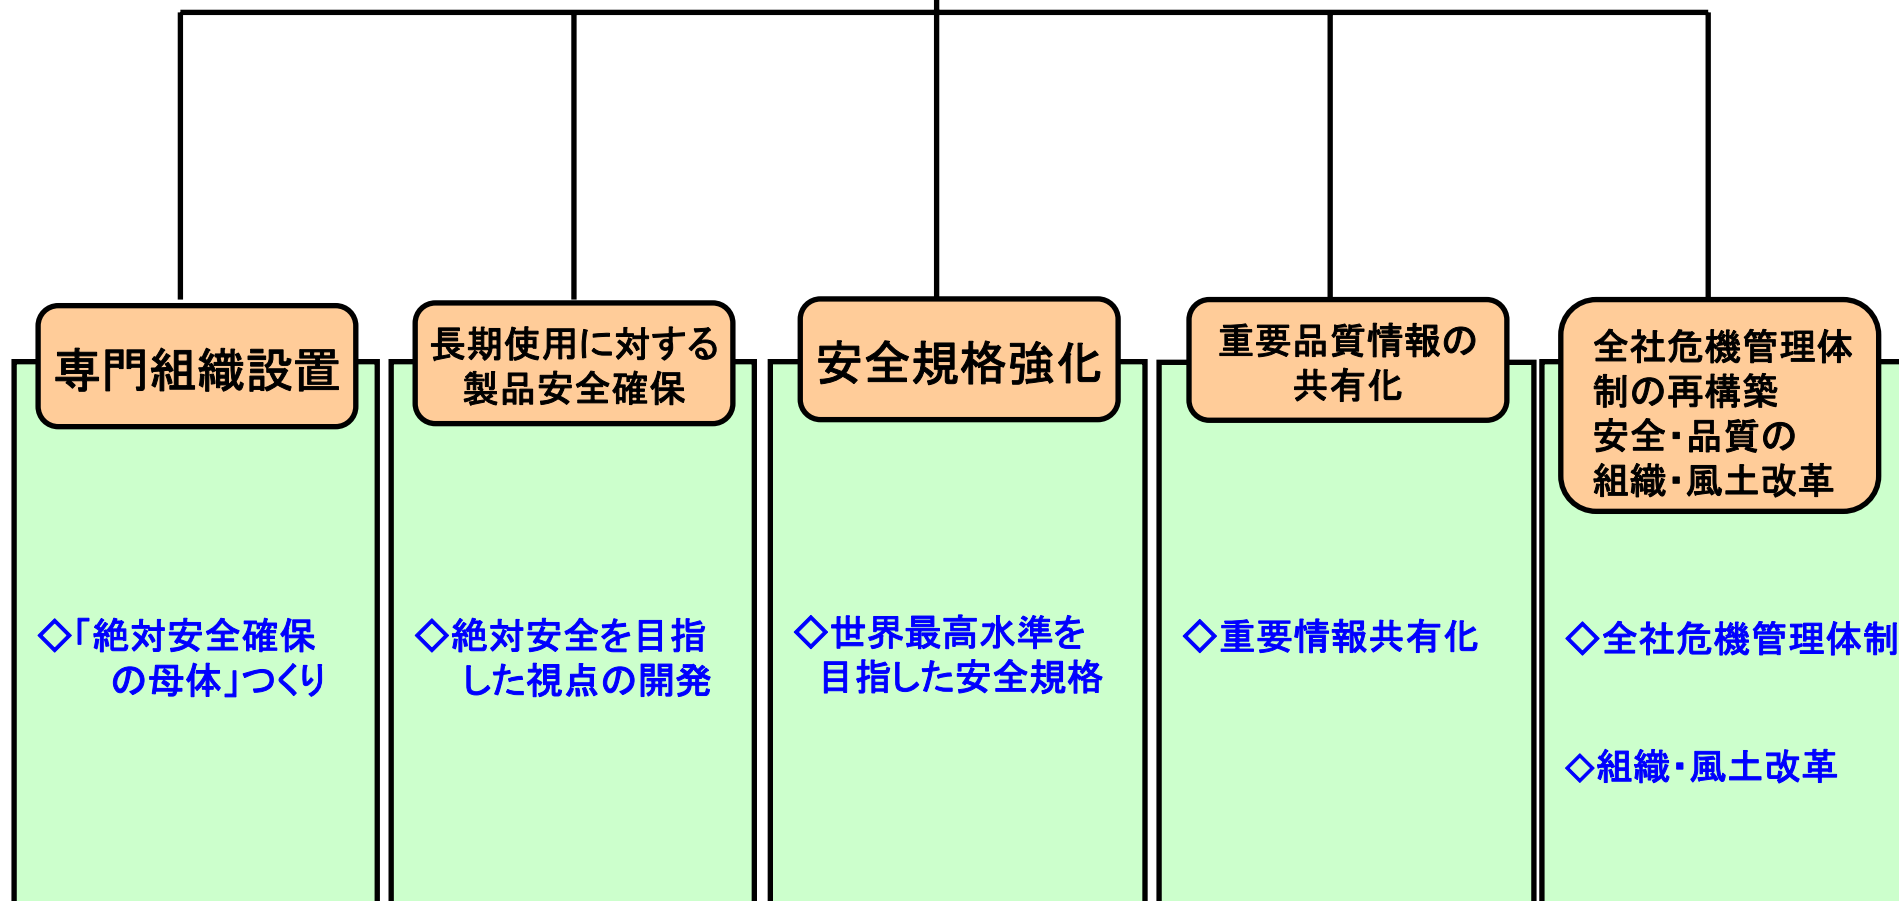 専門組織設置
長期使用に対する
製品安全確保
安全規格強化
重要品質情報の
共有化
全社危機管理体
制の再構築
安全・品質の
組織・風土改革
◇「絶対安全確保
の母体」つくり
◇絶対安全を目指
した視点の開発
◇世界最高水準を
目指した安全規格
◇重要情報共有化
◇全社危機管理体制
◇組織・風土改革